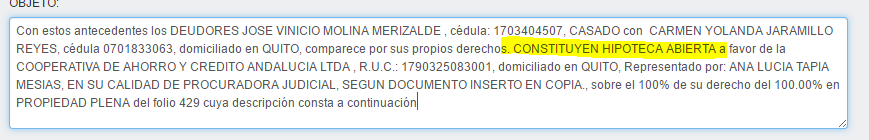 OBJETO:
Con estos antecedentes los DEUDORES JOSE VINICIO MOLINA MERIZALDE , cédula: 1703404507, CASADO con  CARMEN YOLANDA JARAMILLO
REYES, cédula 0701833063, domiciliado en QUITO, comparece por sus propios derechos. CONSTITUYEN HIPOTECA ABIERTA a favor de la
COOPERATIVA DE AHORRO Y CREDITO ANDALUCIA LTDA , R.U.C.: 1790325083001, domiciliado en QUITO, Representado por: ANA LUCIA TAPIA
MESIAS, EN SU CALIDAD DE PROCURADORA JUDICIAL, SEGUN DOCUMENTO INSERTO EN COPIA., sobre el 100% de su derecho del 100.00% en
PROPIEDAD PLENA del folio 429 cuya descripción consta a continuación